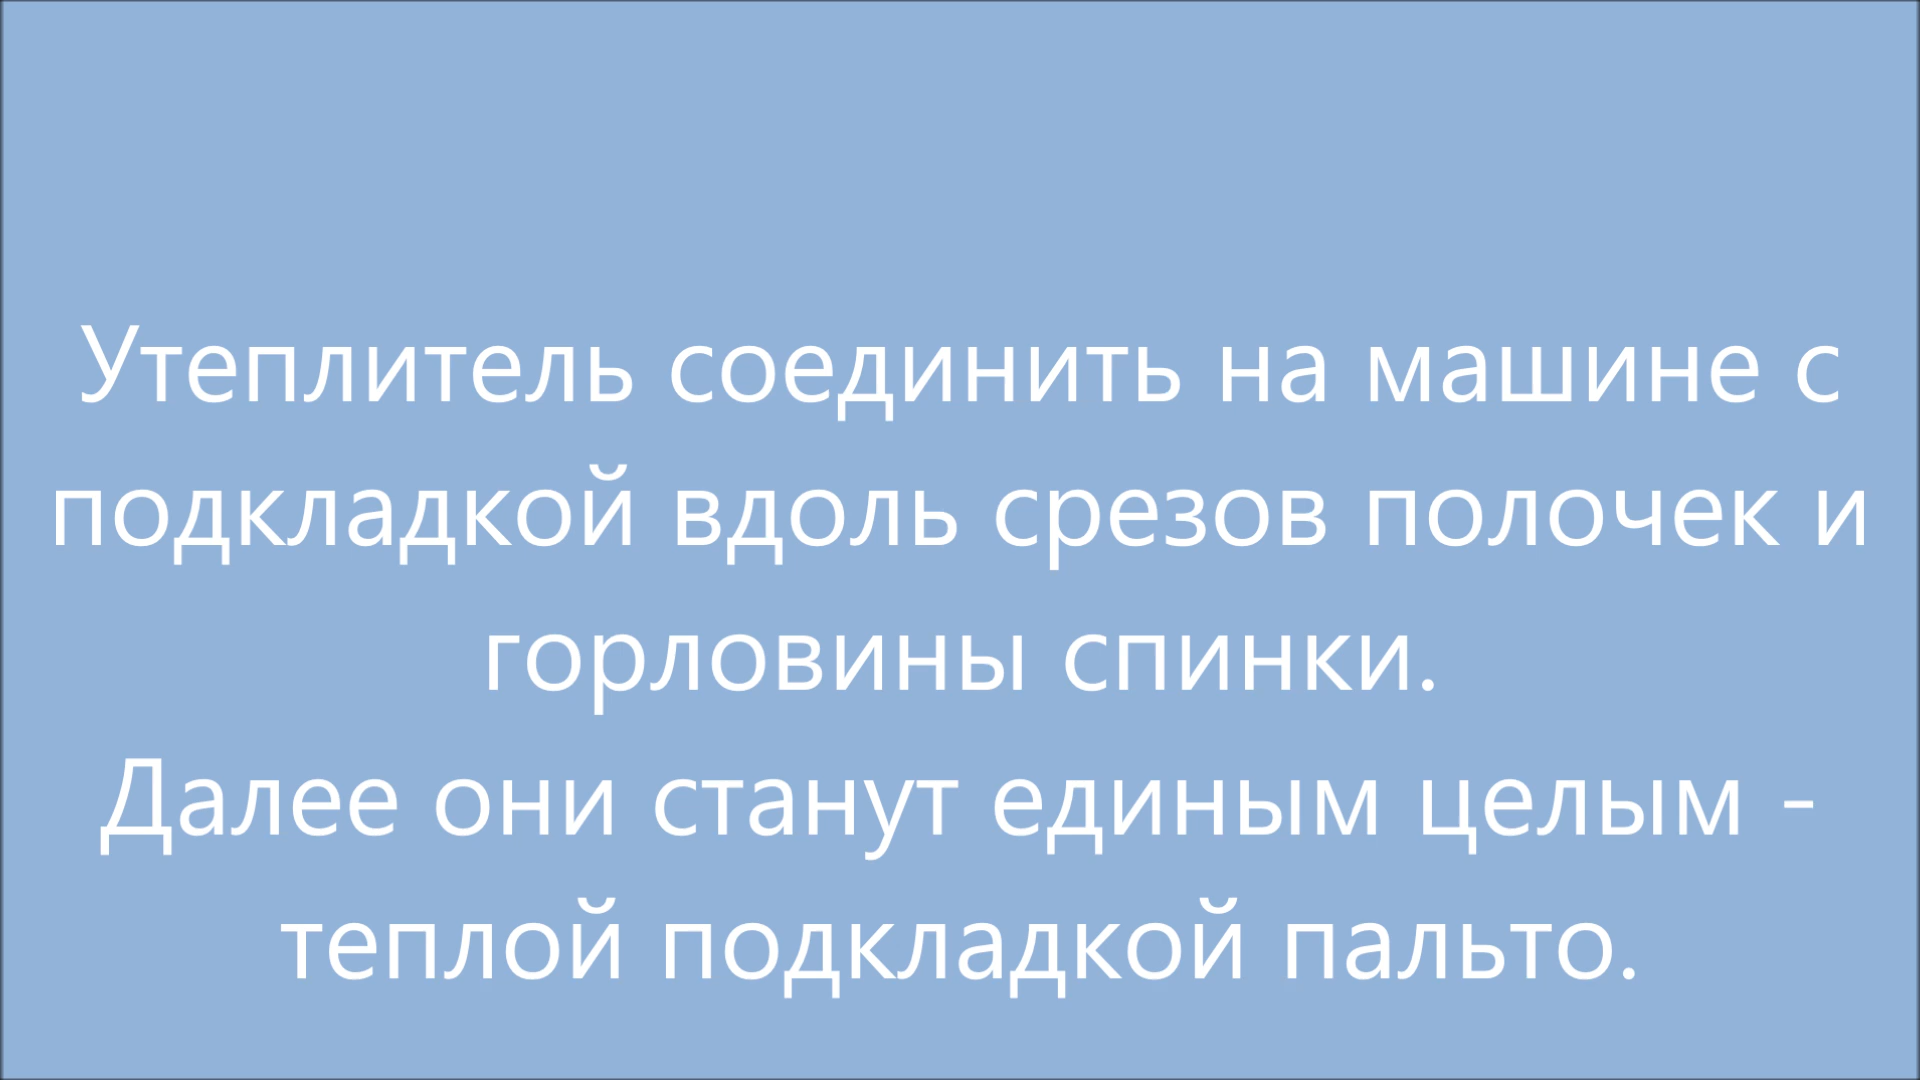 Утеплитель соединить на машине с
подкладкой вдоль срезов полочек и
горловины спинки.
Далее они станут единым целым -
теплой подкладкой пальто.